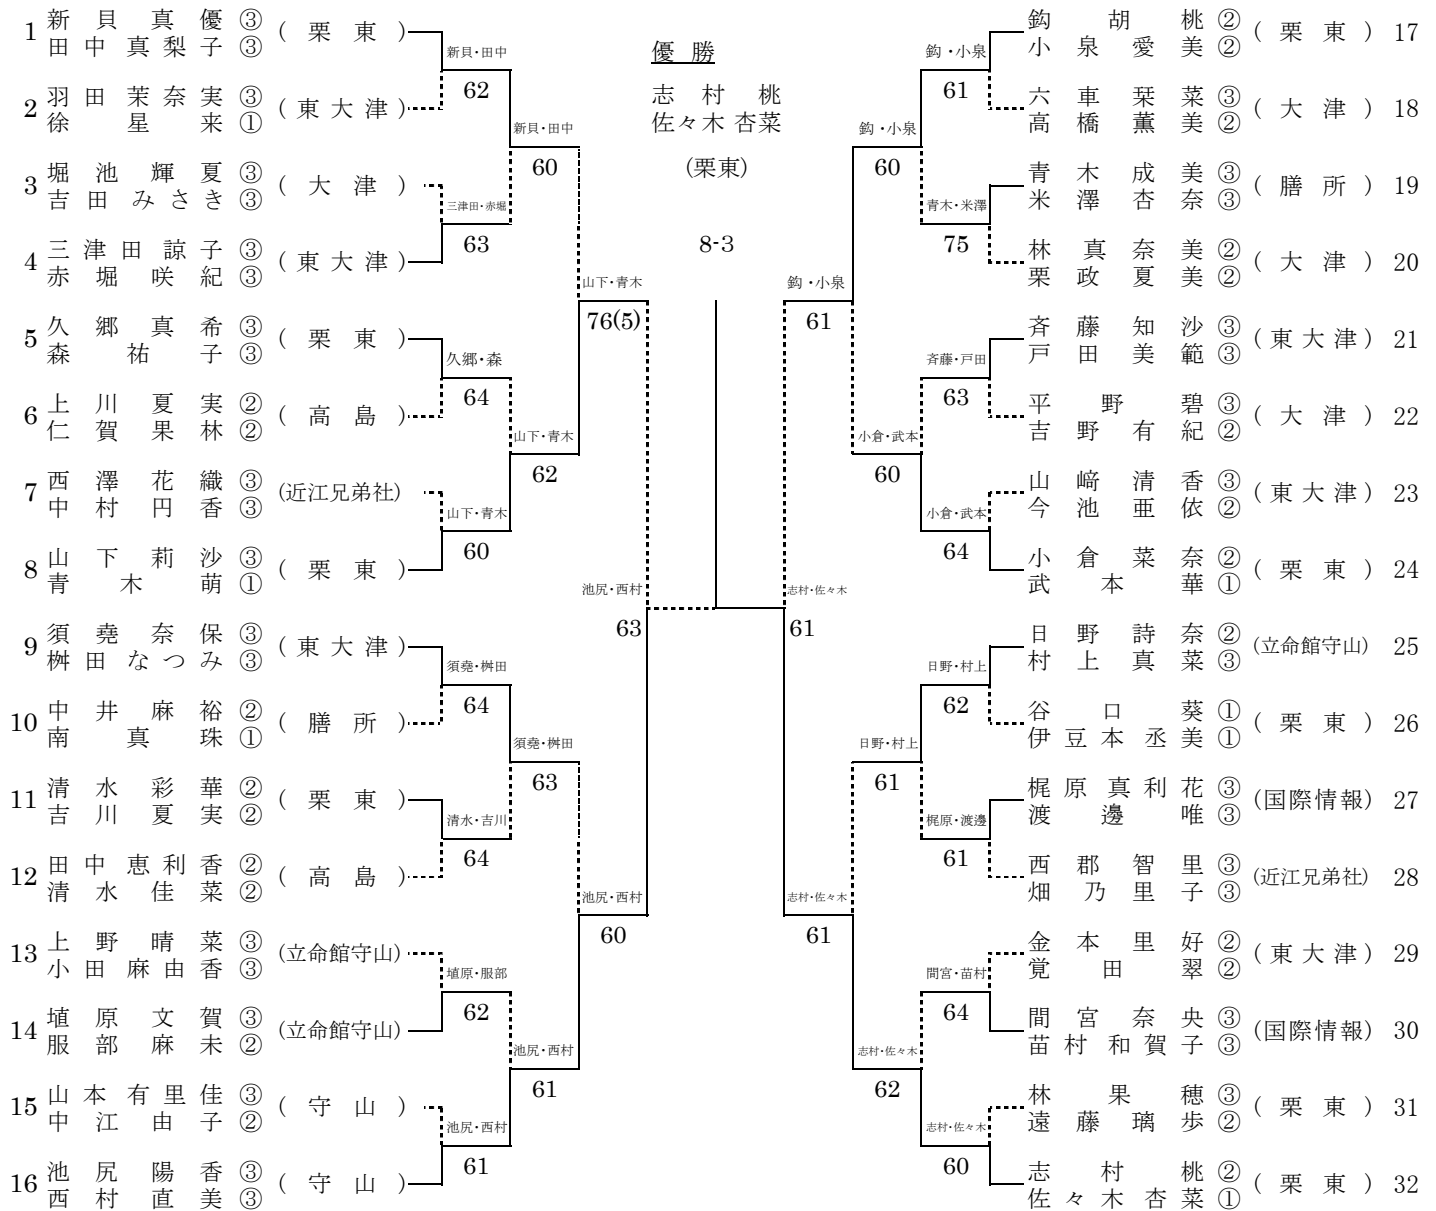 1 新貝真優③ (栗東)
田中真梨子③
2 羽田茉奈実③ (東大津)
徐星来①
3 堀池輝夏③ (大津)
吉田みさき③
4 三津田諒子③ (東大津)
赤堀咲紀③
5 久郷真希③ (栗東)
森祐子③
6 上川夏実② (高島)
仁賀果林②
7 西澤花織③ (近江兄弟社)
中村円香③
8 山下莉沙③ (栗東)
青木萌①
9 須堯奈保③ (東大津)
桝田なつみ③
10 中井麻裕② (膳所)
南真珠①
11 清水彩華② (栗東)
吉川夏実②
12 田中恵利香② (高島)
清水佳菜②
13 上野晴菜③ (立命館守山)
小田麻由香③
14 埴原文賀③ (立命館守山)
服部麻未②
15 山本有里佳③ (守山)
中江由子②
16 池尻陽香③ (守山)
西村直美③
新貝・田中
62
三津田・赤堀
63
久郷・森
64
山下・青木
60
須堯・桝田
64
清水・吉川
64
埴原・服部
62
池尻・西村
61
新貝・田中
60
山下・青木
62
須堯・桝田
63
池尻・西村
61
山下・青木
76(5)
池尻・西村
60
池尻・西村
63
優勝
志村桃
佐々木杏菜
(栗東)
8-3
志村・佐々木
61
鈎・小泉
61
志村・佐々木
61
鈎・小泉
60
小倉・武本
60
日野・村上
61
志村・佐々木
62
鈎・小泉
61
青木・米澤
75
斉藤・戸田
63
小倉・武本
64
日野・村上
62
梶原・渡邊
61
間宮・苗村
64
志村・佐々木
60
鈎胡桃② (栗東) 17
小泉愛美②
六車栞菜③ (大津) 18
高橋薫美②
青木成美③ (膳所) 19
米澤杏奈③
林真奈美② (大津) 20
栗政夏美②
斉藤知沙③ (東大津) 21
戸田美範③
平野碧③ (大津) 22
吉野有紀②
山﨑清香③ (東大津) 23
今池亜依②
小倉菜奈② (栗東) 24
武本華①
日野詩奈② (立命館守山) 25
村上真菜③
谷口葵① (栗東) 26
伊豆本丞美①
梶原真利花③ (国際情報) 27
渡邊唯③
西郡智里③ (近江兄弟社) 28
畑乃里子③
金本里好② (東大津) 29
覚田翠②
間宮奈央③ (国際情報) 30
苗村和賀子③
林果穂③ (栗東) 31
遠藤璃歩②
志村桃② (栗東) 32
佐々木杏菜①